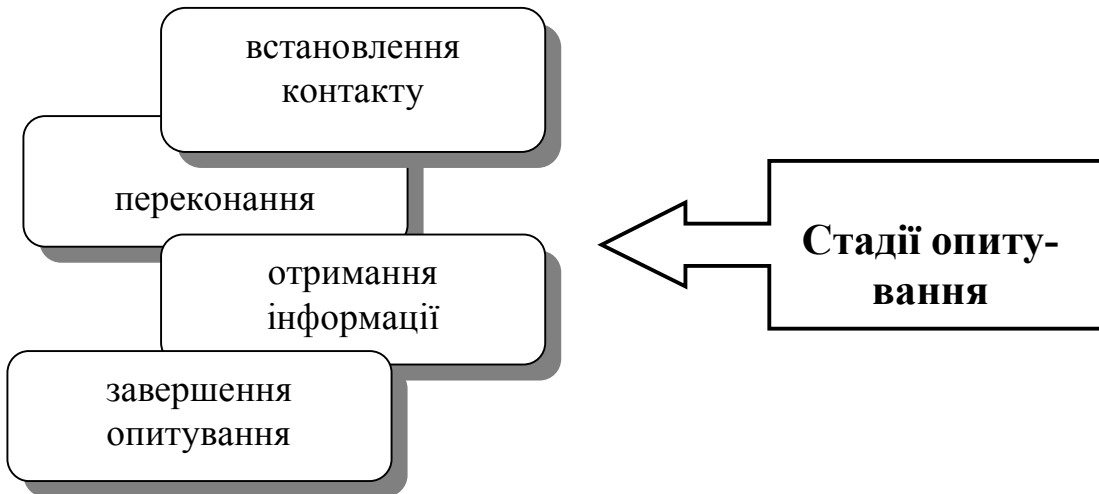 встановлення
контакту
переконання
отримання
інформації
завершення
опитування
Стадії опиту-
вання